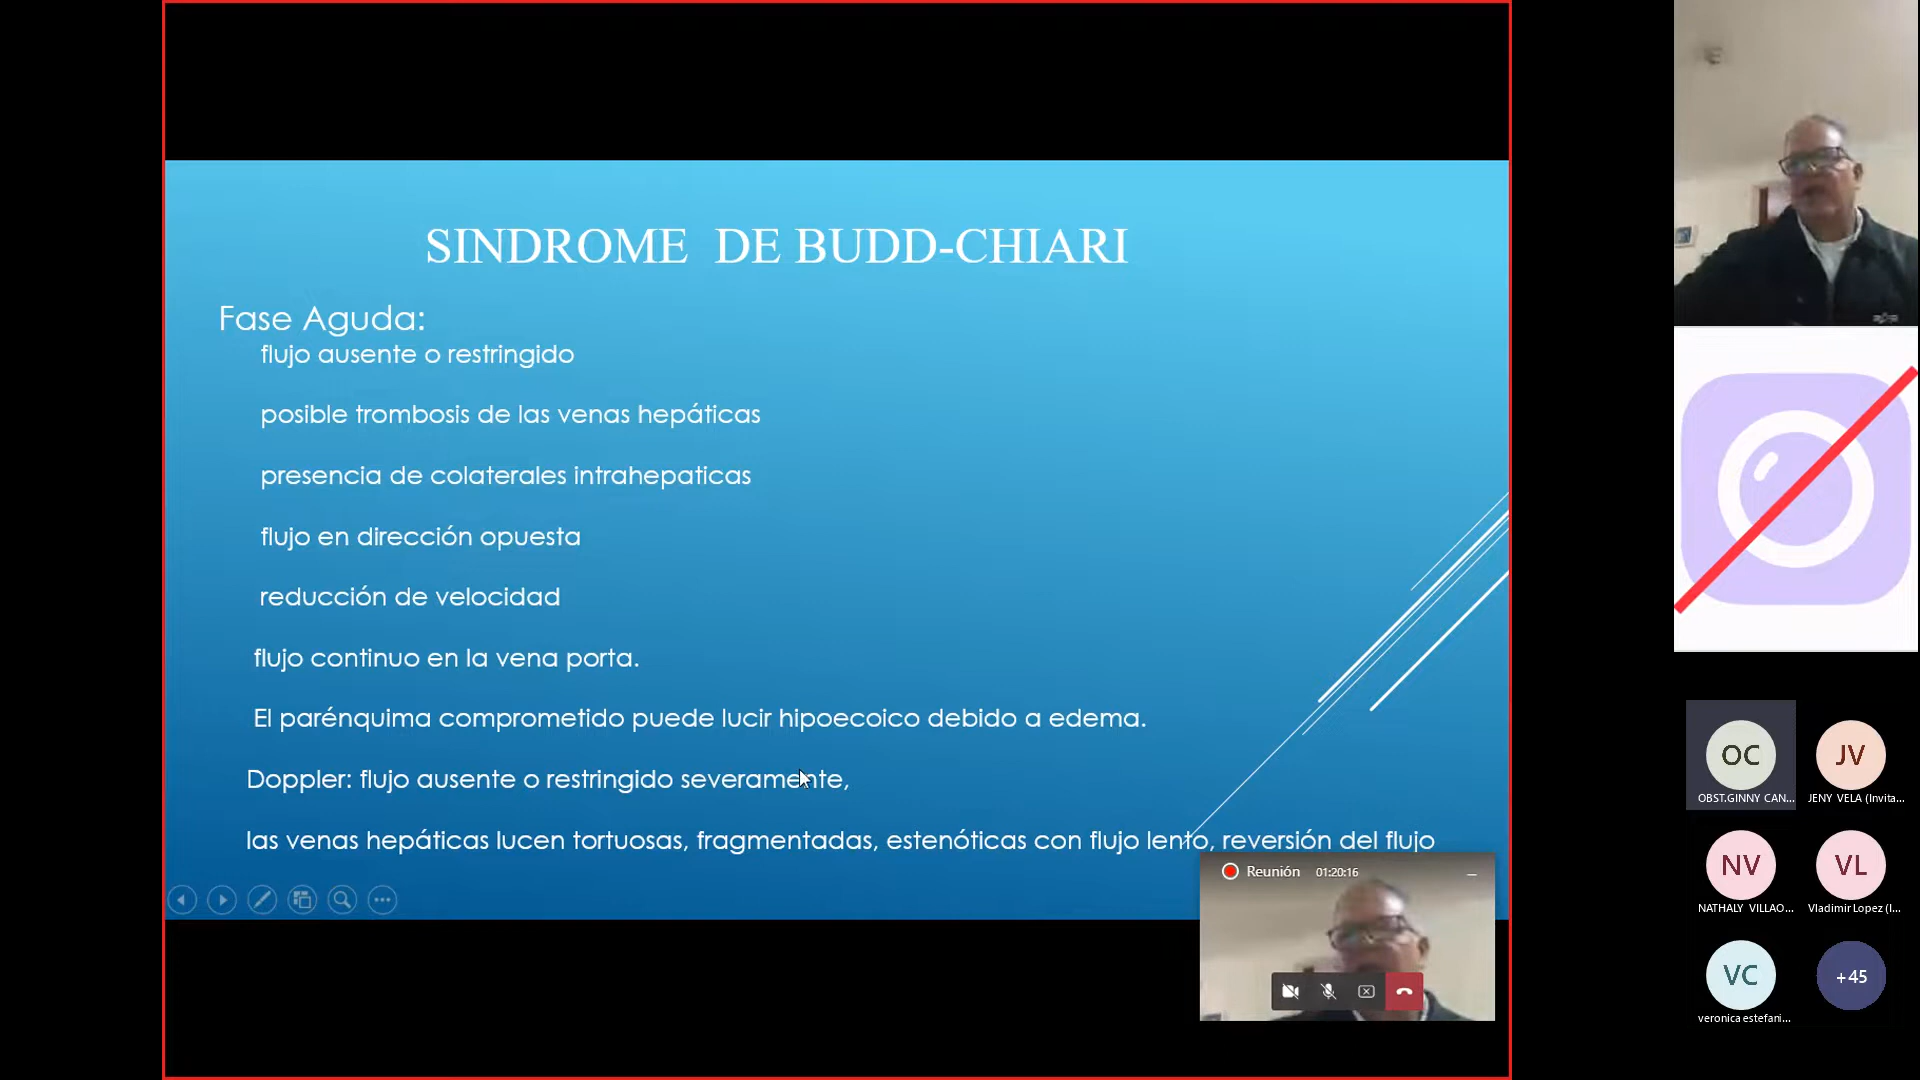 SINDROME DE BUDD-CHIARI
Fase Aguda:
flujo ausente o restringido
posible trombosis de las venas hepáticas
presencia de colaterales intrahepaticas
flujo en dirección opuesta
reducción de velocidad
flujo continuo en la vena porta.
El parénquima comprometido puede lucir hipoecoico debido a edema.
Doppler: flujo ausente o restringido severamente,
las venas hepáticas lucen tortuosas, fragmentadas, estenóticas con flujo lento, reversión del flujo
Reunión 01:20:16
OC
OBST.GINNY CAN...
JV
JENY VELA (Invita...
NV
NATHALY VILLAO...
VL
Vladimir Lopez (I...
VC
veronica estefani...
+45